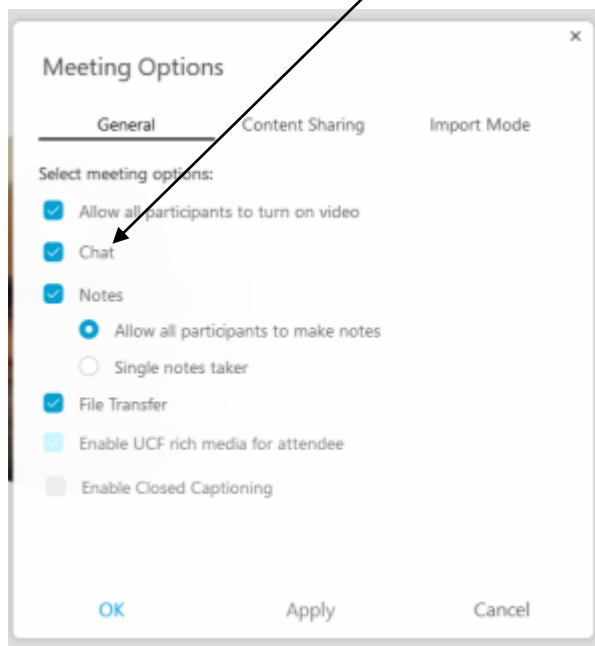 Meeting Options
General Content Sharing Import Mode
Select meeting options:
Allow all participants to turn on video
Chat
Notes
Allow all participants to make notes
Single notes taker
File Transfer
Enable UCF rich media for attendee
Enable Closed Captioning
OK Apply Cancel